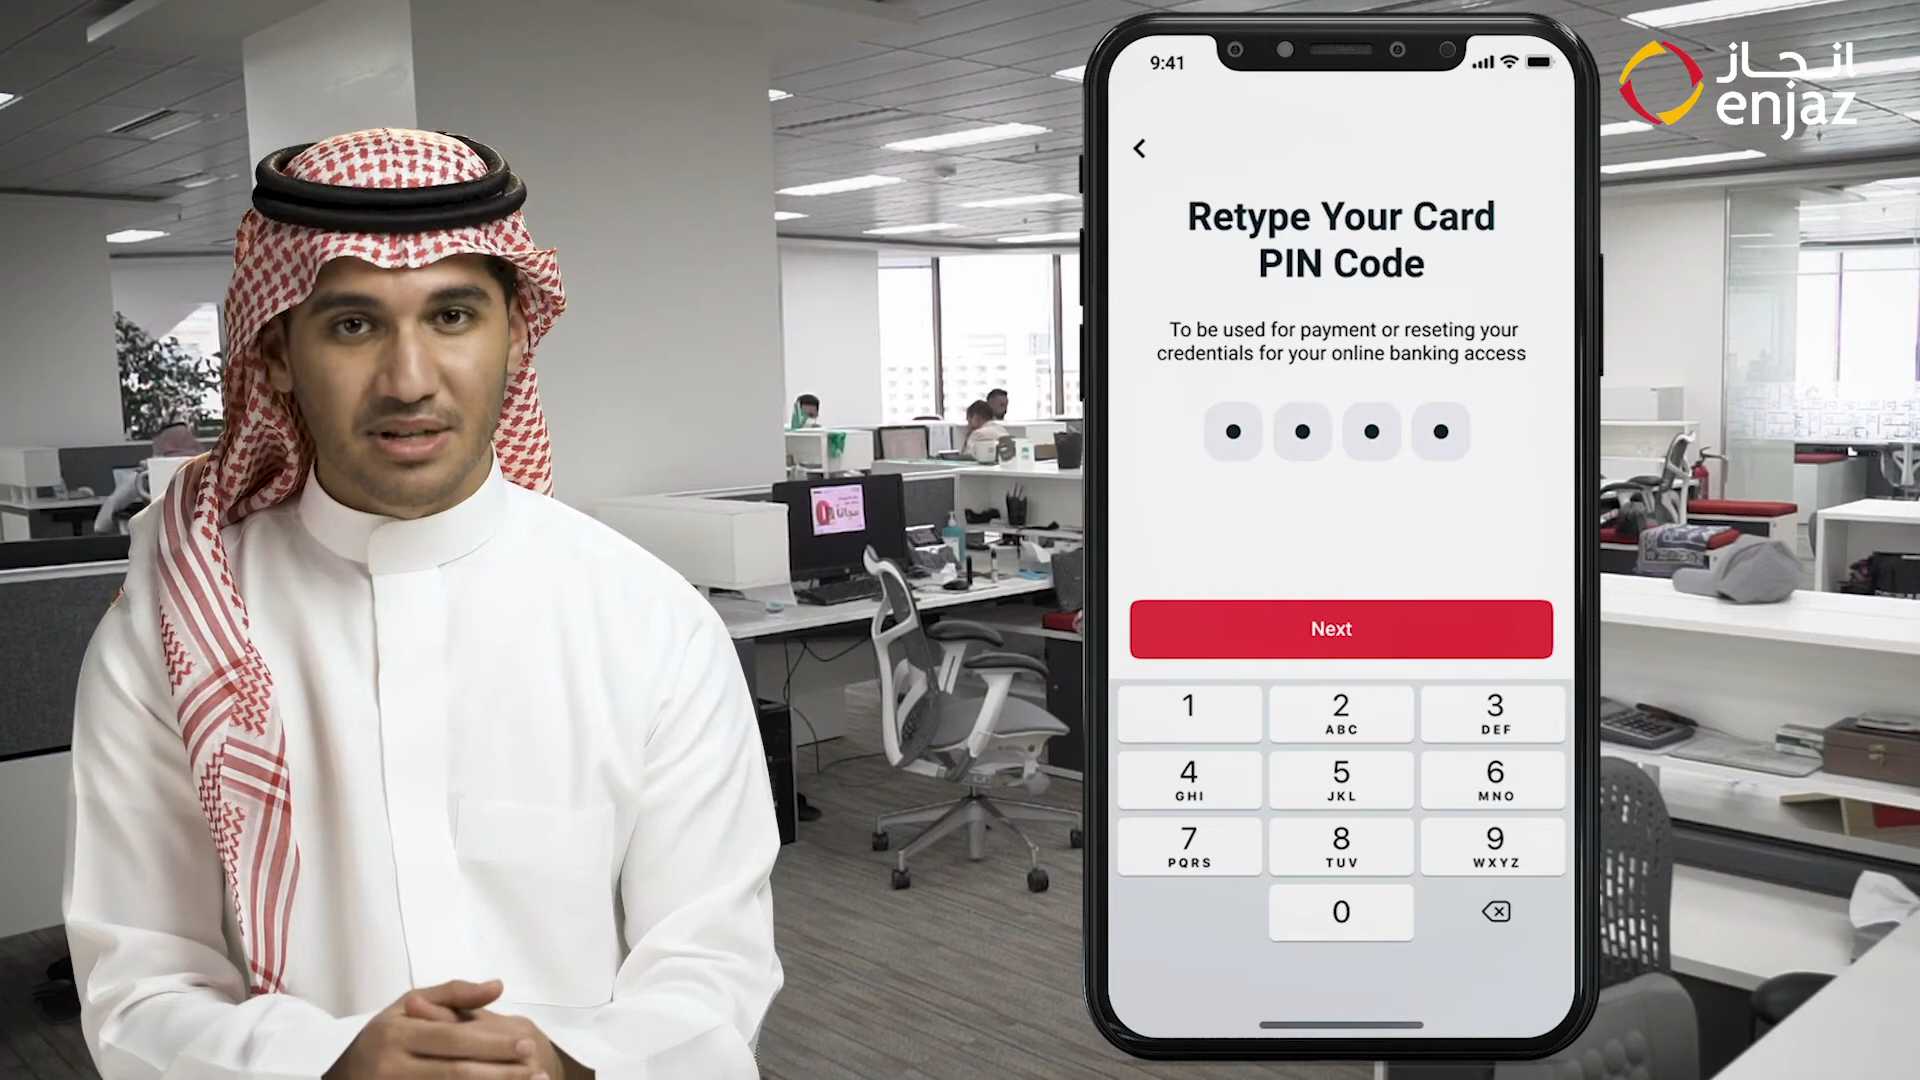 انجاز
enjaz
9:41
Retype Your Card
PIN Code
To be used for payment or reseting your
credentials for your online banking access
Next
1
2
ABC
3
DEF
4
GHI
5
JKL
6
MNO
7
PQRS
8
TUV
9
WXYZ
0